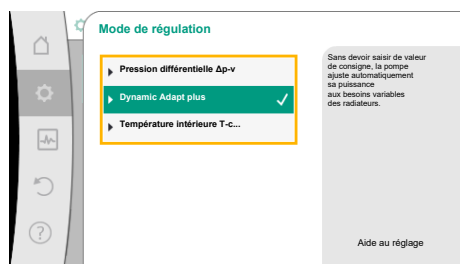 Mode de régulation
Pression différentielle Δp-v
Dynamic Adapt plus
Température intérieure T-c...
Sans devoir saisir de valeur
de consigne, la pompe
ajuste automatiquement
sa puissance
aux besoins variables
des radiateurs.
Aide au réglage